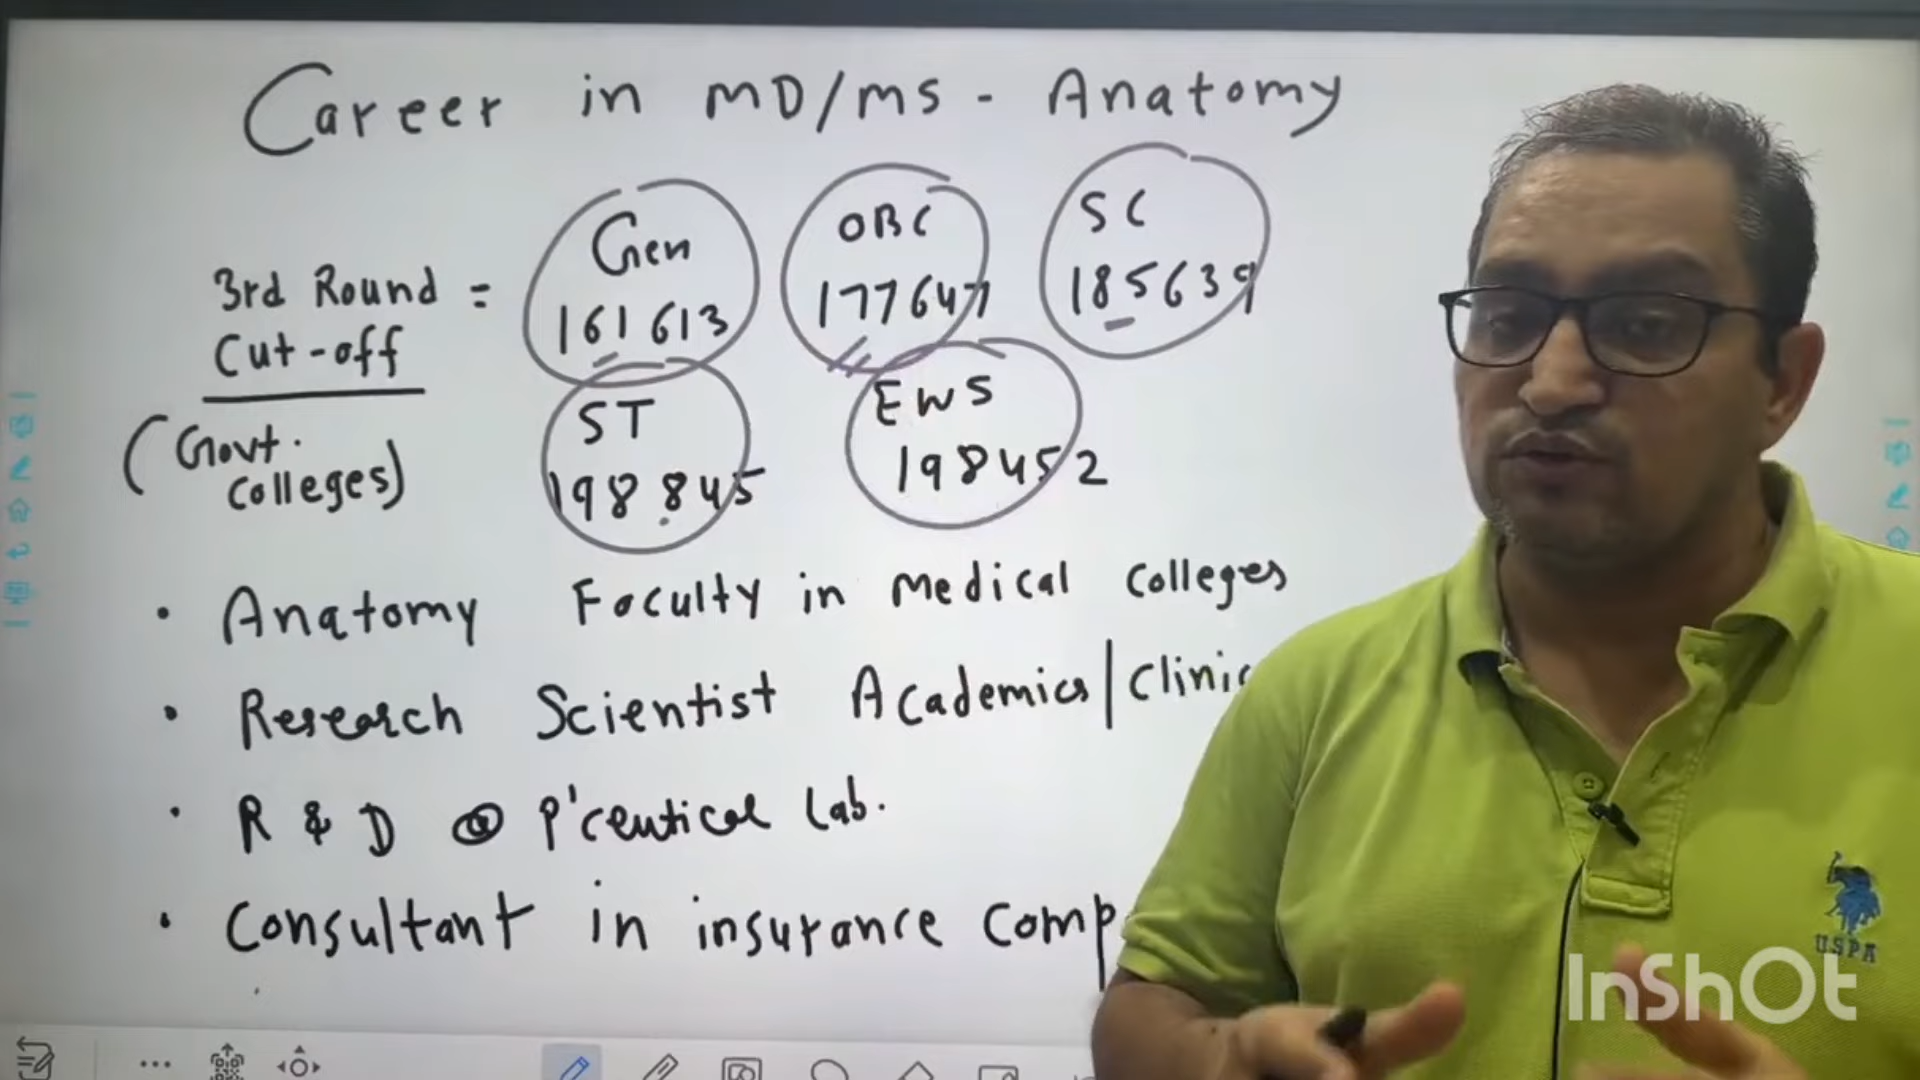 Career in MD/MS - Anatomy
3rd Round Cut-off =
(Govt. Colleges)
Gen
161613
OBC
177647
SC
185639
ST
198845
EWS
198452
• Anatomy Faculty in Medical Colleges
• Research Scientist Academics/Clinic
• R & D @ P'ceutical Lab.
• Consultant in insurance Comp
USPA
InShOt